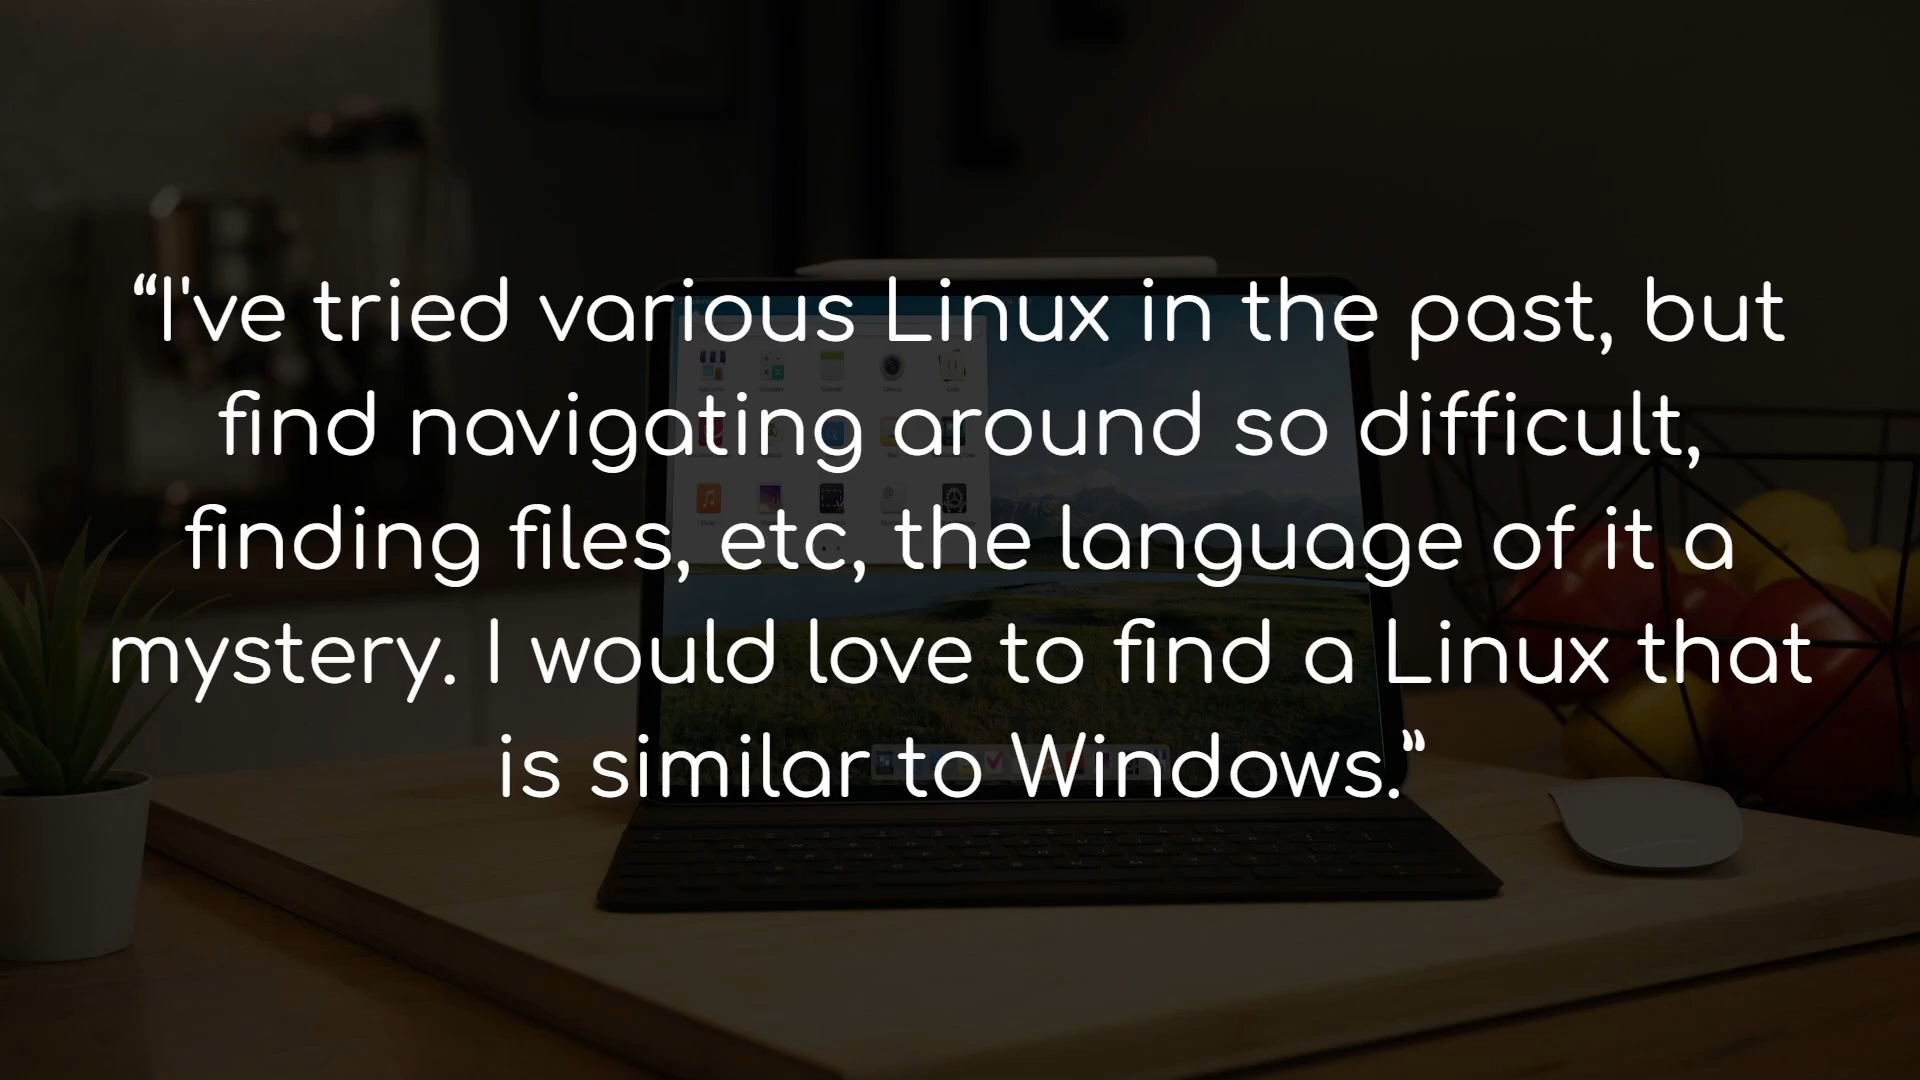 “I've tried various Linux in the past, but
find navigating around so difficult,
finding files, etc, the language of it a
mystery. I would love to find a Linux that
is similar to Windows.”